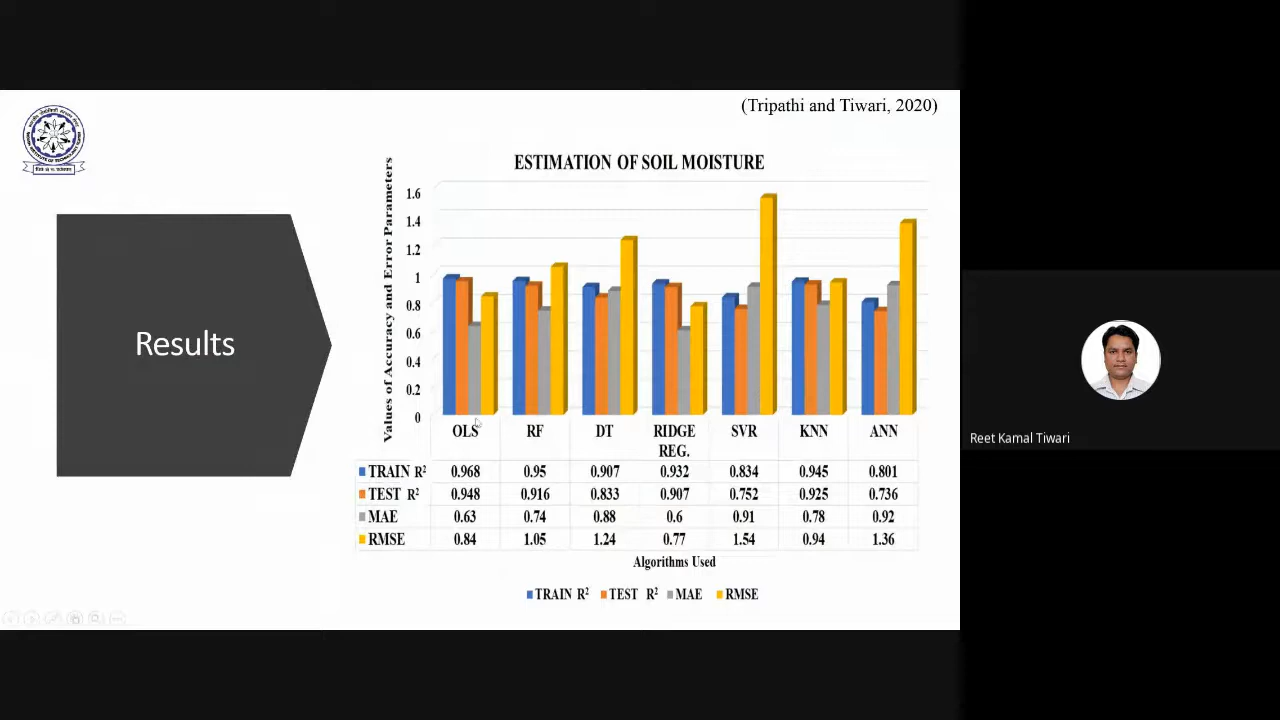 (Tripathi and Tiwari, 2020)
ESTIMATION OF SOIL MOISTURE
Values of Accuracy and Error Parameters
1.6
1.4
1.2
1
0.8
0.6
0.4
0.2
0
Results
OLS RF DT RIDGE REG. SVR KNN ANN
TRAIN R² 0.968 0.95 0.907 0.932 0.834 0.945 0.801
TEST R² 0.948 0.916 0.833 0.907 0.752 0.925 0.736
MAE 0.63 0.74 0.88 0.6 0.91 0.78 0.92
RMSE 0.84 1.05 1.24 0.77 1.54 0.94 1.36
Algorithms Used
TRAIN R² TEST R² MAE RMSE
Reet Kamal Tiwari